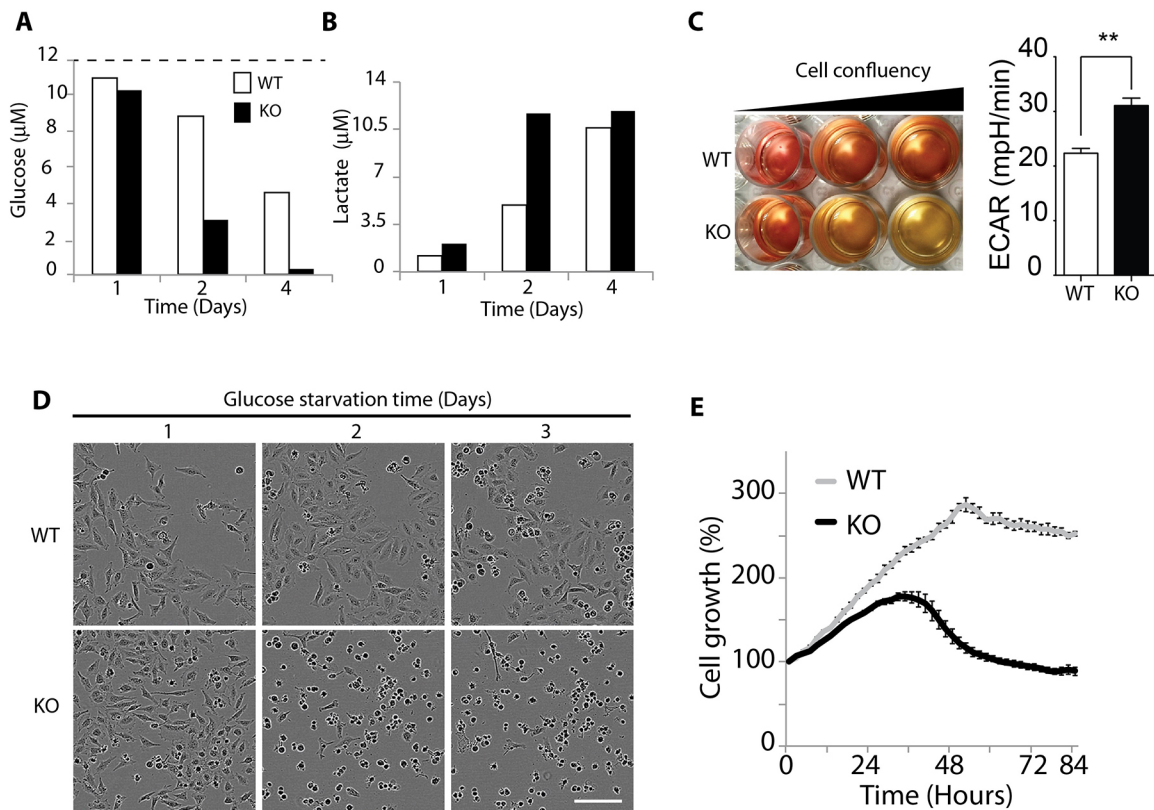 A
Glucose (µM)
12
10
8
6
4
2
0
WT
KO
1 2 4
Time (Days)
B
Lactate (µM)
14
10.5
7
3.5
0
1 2 4
Time (Days)
C
Cell confluency
WT
KO
ECAR (mpH/min)
40
30
20
10
0
**
WT KO
D
Glucose starvation time (Days)
1 2 3
WT
KO
E
Cell growth (%)
300
200
100
0
WT
KO
0 24 48 72 84
Time (Hours)